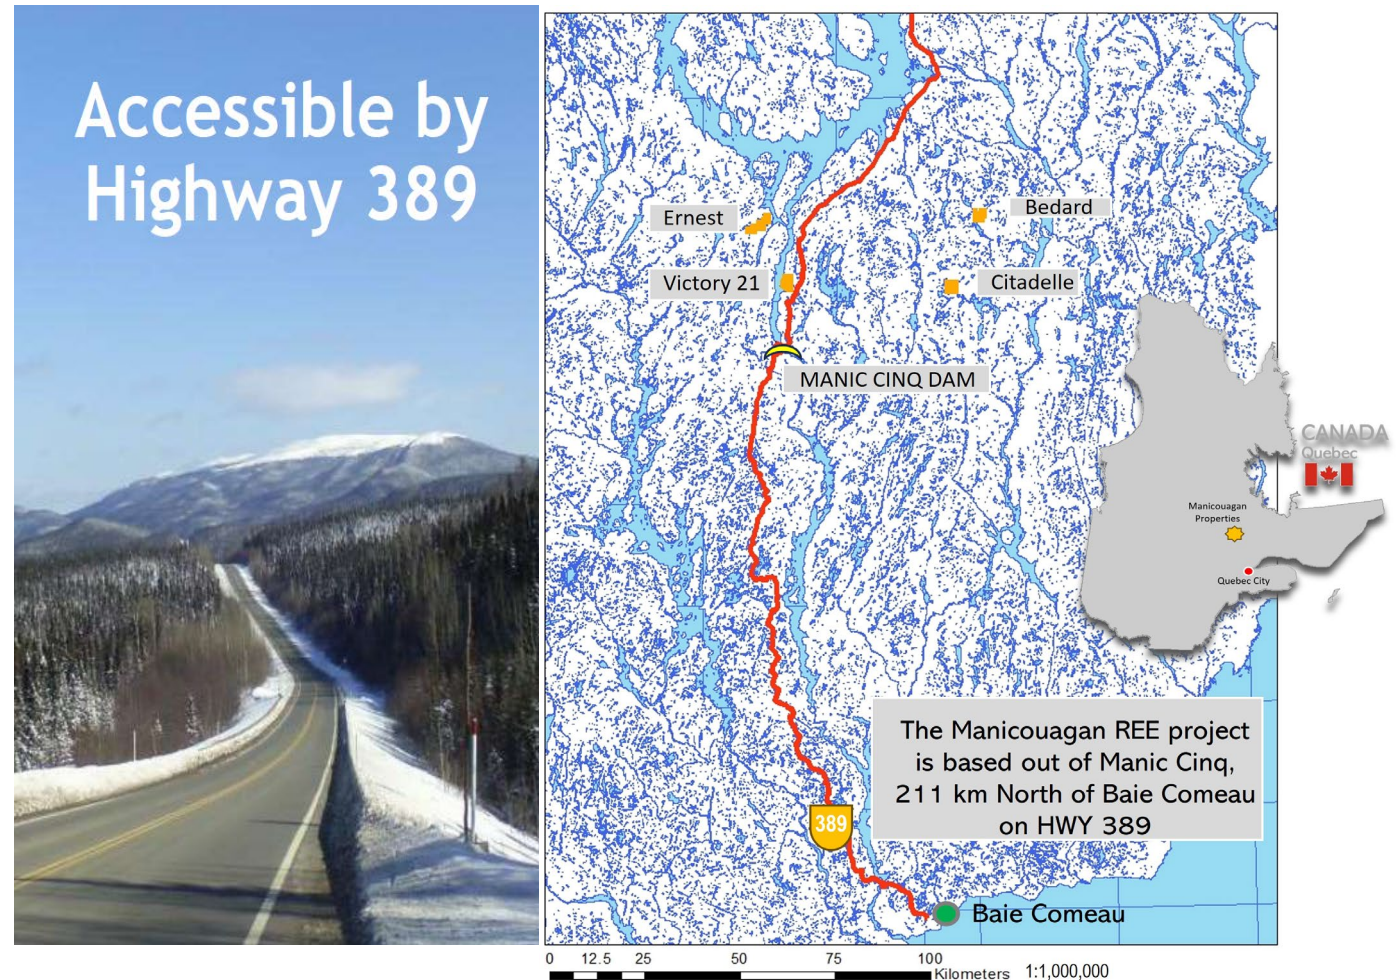 Accessible by
Highway 389
Ernest
Bedard
Victory 21
Citadelle
MANIC CINQ DAM
CANADA
Quebec
Manicouagan
Properties
Quebec City
The Manicouagan REE project
is based out of Manic Cinq,
211 km North of Baie Comeau
on HWY 389
389
Baie Comeau
0 12.5 25 50 75 100
Kilometers 1:1,000,000